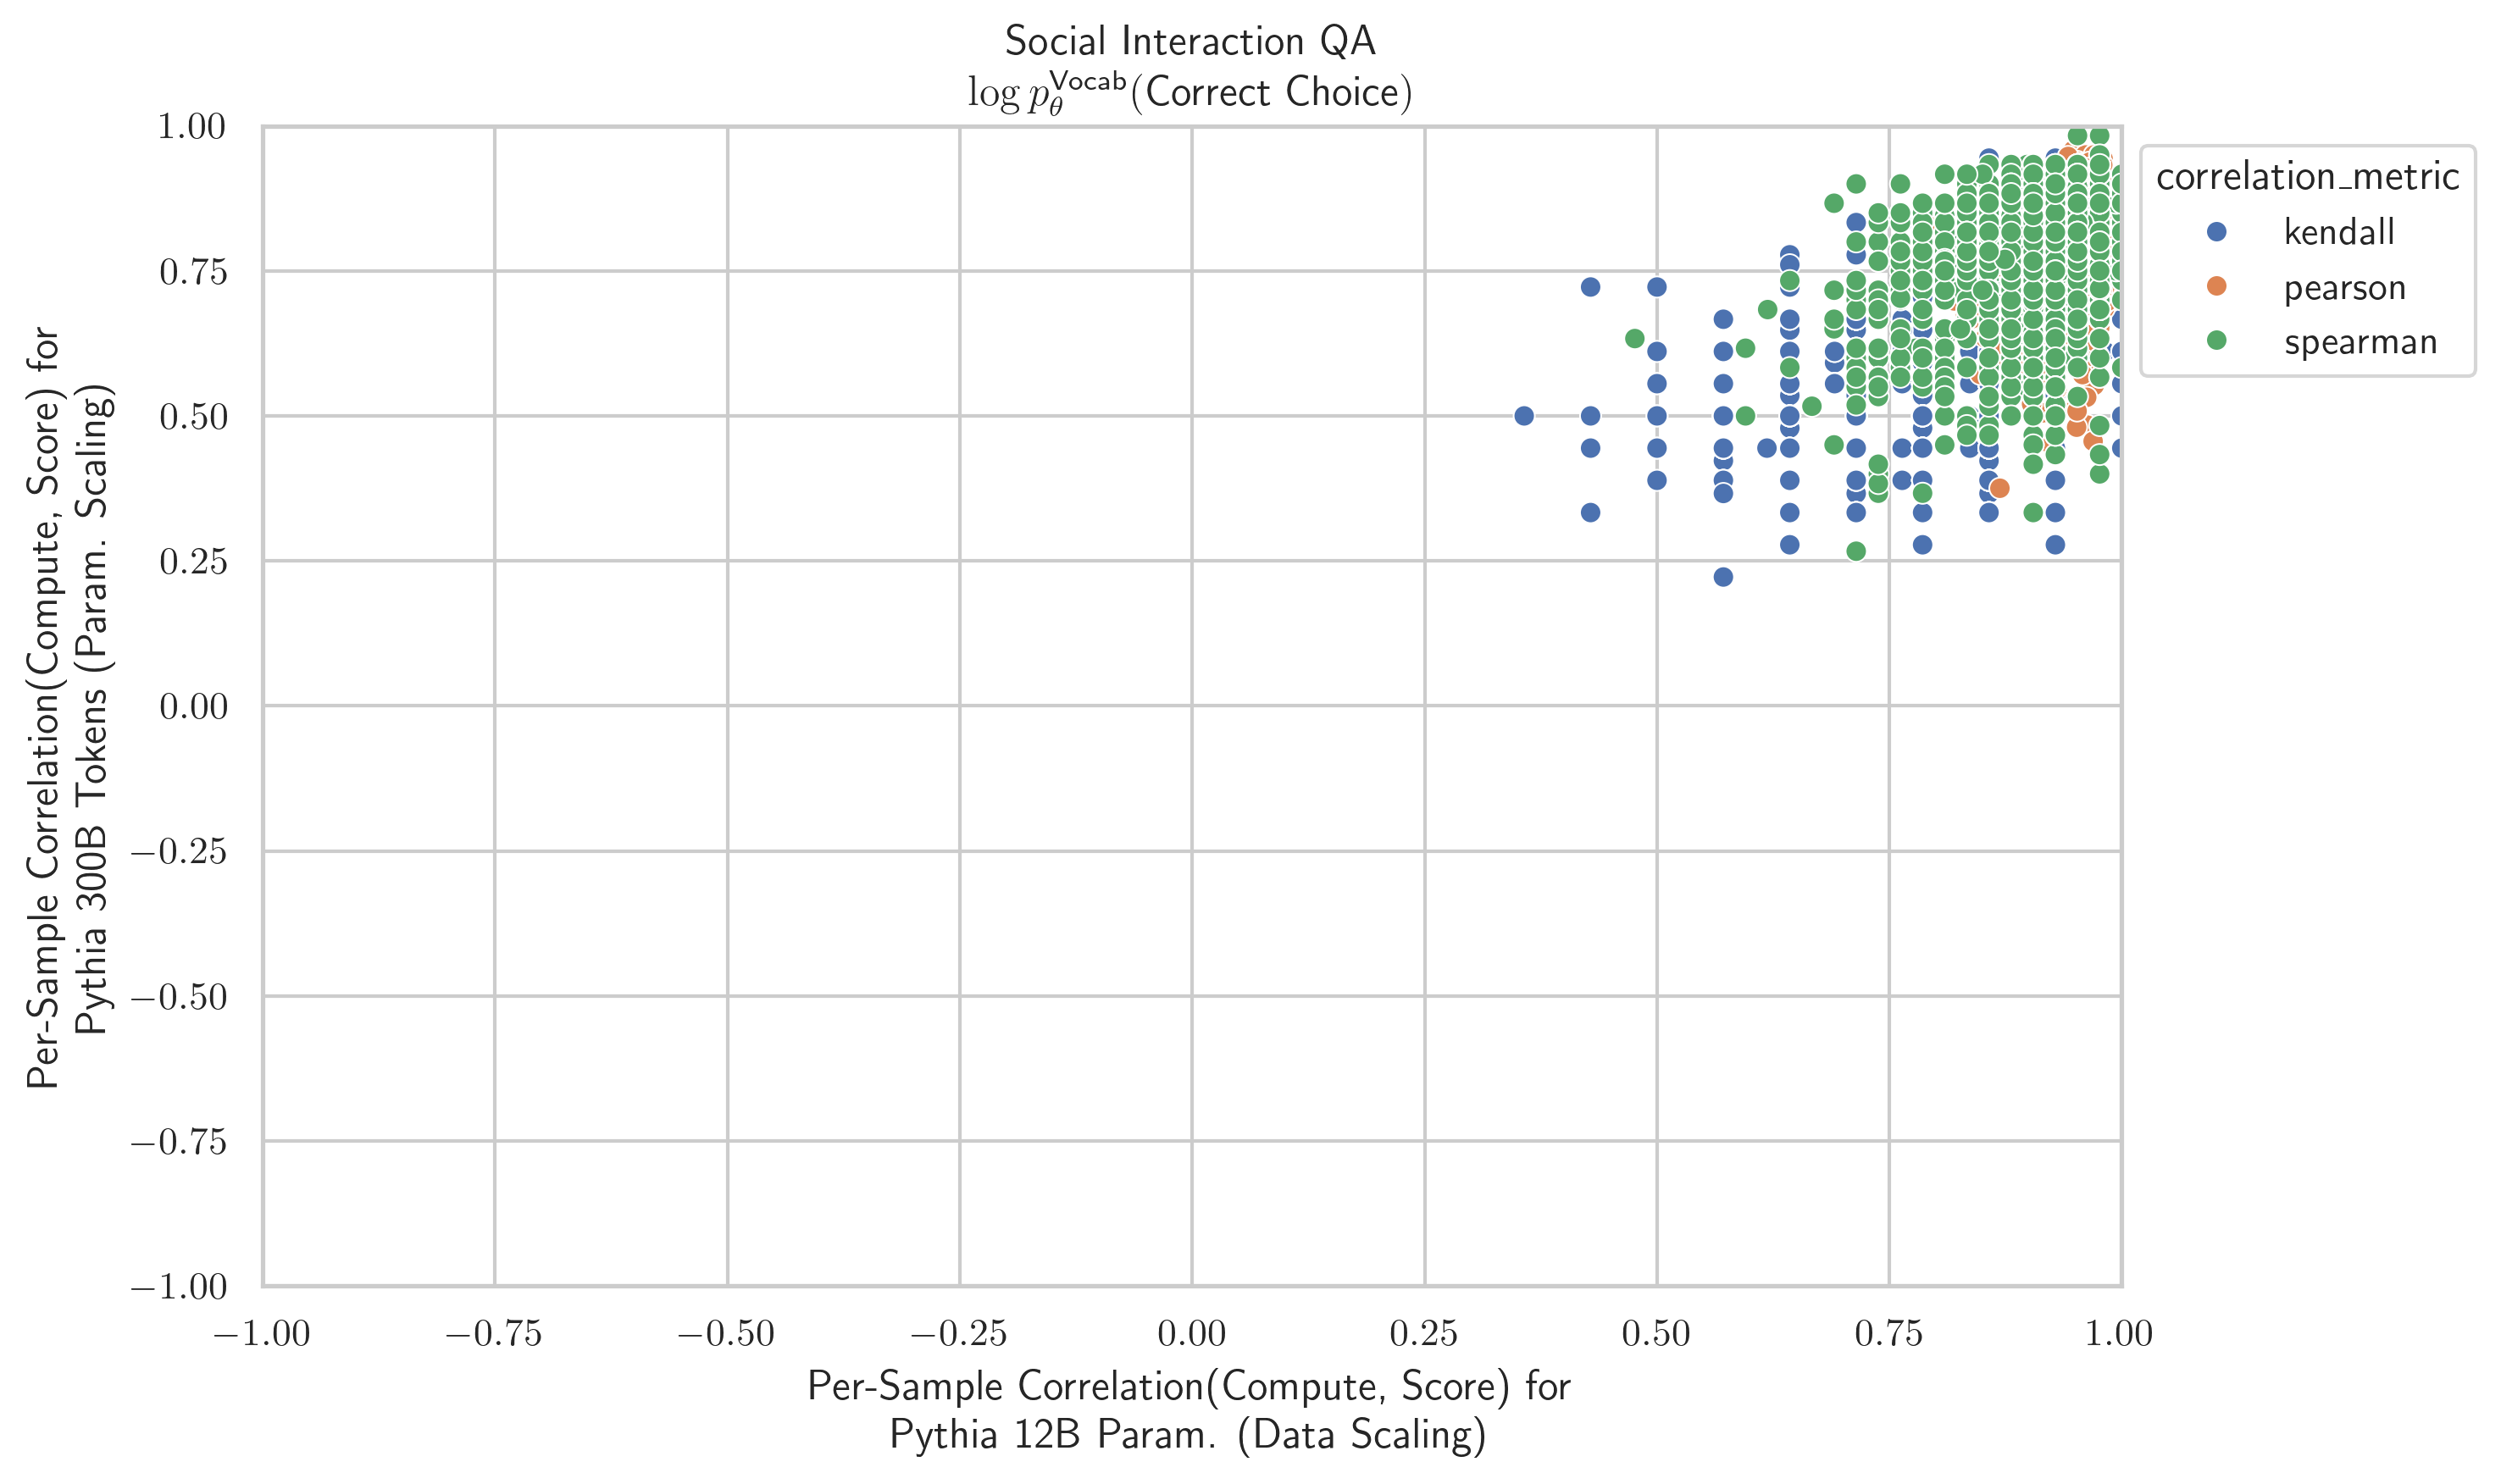 Social Interaction QA
log p_θ^Vocab(Correct Choice)
1.00
0.75
0.50
0.25
0.00
−0.25
−0.50
−0.75
−1.00
Per-Sample Correlation(Compute, Score) for
Pythia 300B Tokens (Param. Scaling)
−1.00
−0.75
−0.50
−0.25
0.00
0.25
0.50
0.75
1.00
Per-Sample Correlation(Compute, Score) for
Pythia 12B Param. (Data Scaling)
correlation_metric
kendall
pearson
spearman